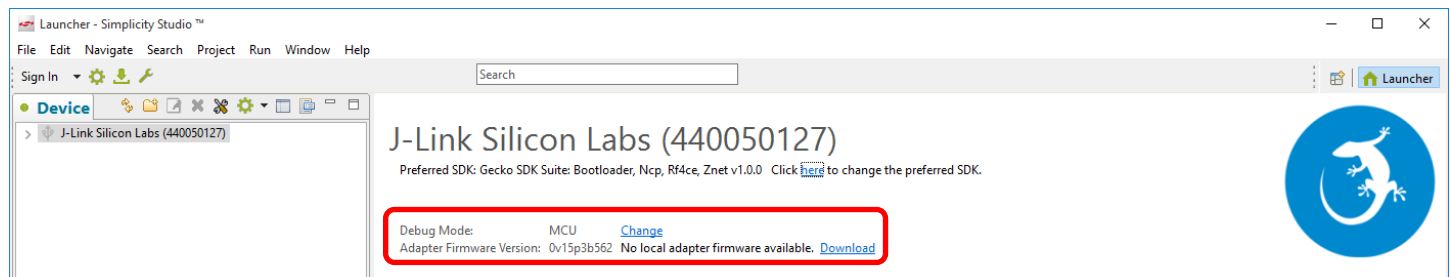 Launcher - Simplicity Studio ™
File Edit Navigate Search Project Run Window Help
Sign In
Search
Launcher
Device
J-Link Silicon Labs (440050127)
J-Link Silicon Labs (440050127)
Preferred SDK: Gecko SDK Suite: Bootloader, Ncp, Rf4ce, Znet v1.0.0 Click here to change the preferred SDK.
Debug Mode: MCU Change
Adapter Firmware Version: 0v15p3b562 No local adapter firmware available. Download